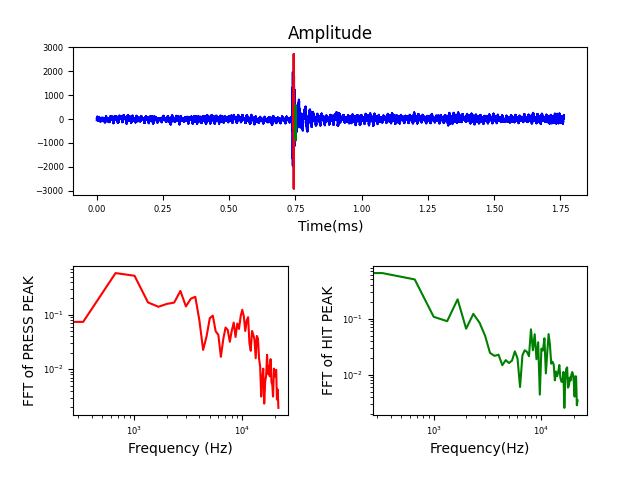 Amplitude
3000
2000
1000
0
−1000
−2000
−3000
0.00 0.25 0.50 0.75 1.00 1.25 1.50 1.75
Time(ms)
FFT of PRESS PEAK
10⁻¹
10⁻²
10³ 10⁴
Frequency (Hz)
FFT of HIT PEAK
10⁻¹
10⁻²
10³ 10⁴
Frequency(Hz)